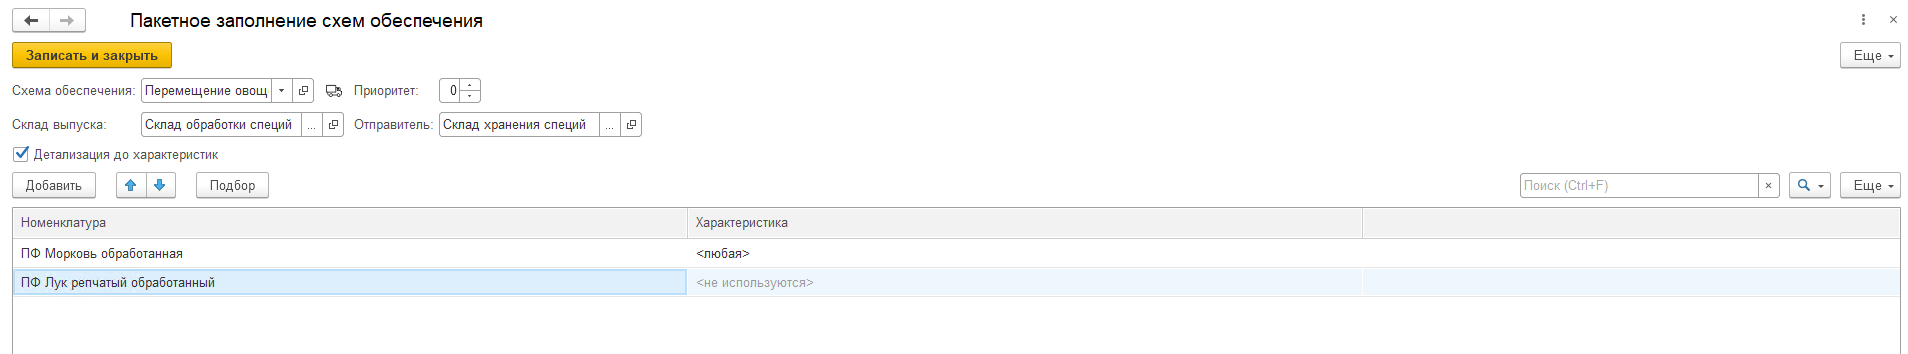 Пакетное заполнение схем обеспечения
Записать и закрыть
Еще
Схема обеспечения: Перемещение овощ Приоритет: 0
Склад выпуска: Склад обработки специй ... Отправитель: Склад хранения специй ...
Детализация до характеристик
Добавить Подбор Поиск (Ctrl+F) × Еще
Номенклатура Характеристика
ПФ Морковь обработанная <любая>
ПФ Лук репчатый обработанный <не используются>